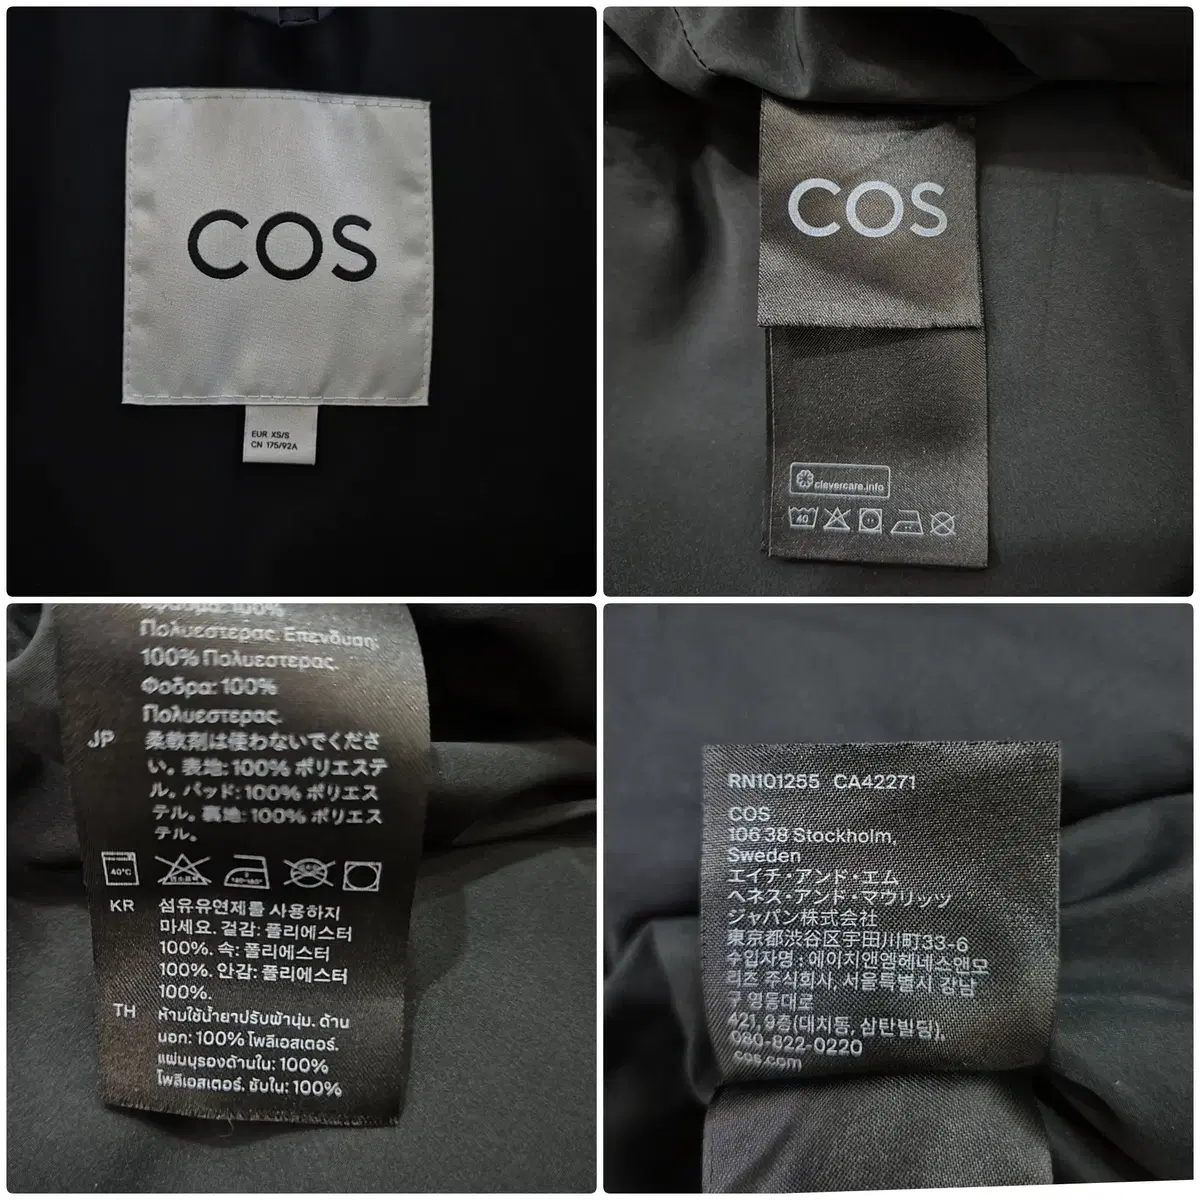 COS
EUR XS/S
CN 175/92A
COS
clevercare.info
40
100%
Πολυεστερας. Επενδυση:
100% Πολυεστερας.
Φοδρα: 100%
Πολυεστερας.
JP 柔軟剤は使わないでくださ
い。表地: 100% ポリエステ
ル。パッド: 100% ポリエス
テル。裏地: 100% ポリエス
テル。
40°C
KR 섬유유연제를 사용하지
마세요. 겉감: 폴리에스터
100%. 속: 폴리에스터
100%. 안감: 폴리에스터
100%.
TH ห้ามใช้น้ำยาปรับผ้านุ่ม. ด้าน
นอก: 100% โพลีเอสเตอร์.
แผ่นบุรองด้านใน: 100%
โพลีเอสเตอร์. ซับใน: 100%
RN101255 CA42271
COS
106 38 Stockholm,
Sweden
エイチ・アンド・エム
ヘネス・アンド・マウリッツ
ジャパン株式会社
東京都渋谷区宇田川町33-6
수입자명 : 에이치앤엠헤네스앤모
리츠 주식회사, 서울특별시 강남
구 영동대로
421, 9층(대치동, 삼탄빌딩),
080-822-0220
cos.com